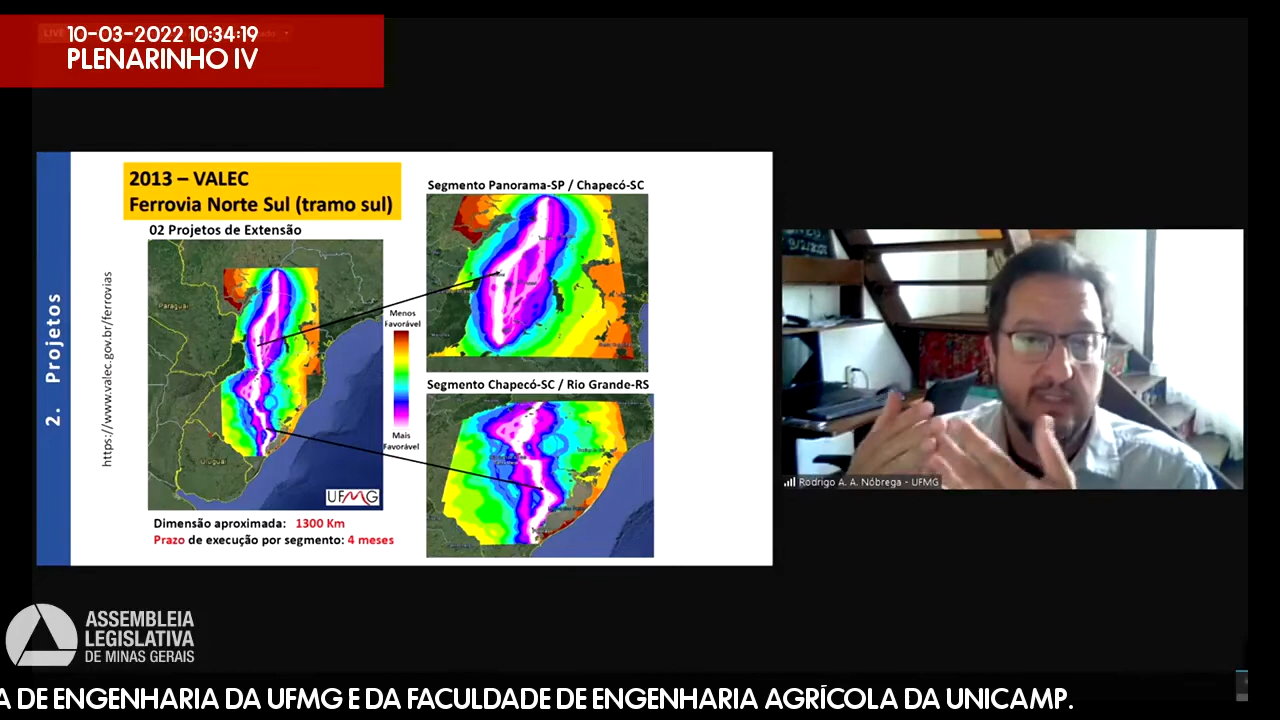 LIVE
10-03-2022 10:34:19
PLENARINHO IV
2. Projetos
https://www.valec.gov.br/ferrovias
2013 – VALEC
Ferrovia Norte Sul (tramo sul)
02 Projetos de Extensão
Paraguai
Uruguai
UFMG
Dimensão aproximada: 1300 Km
Prazo de execução por segmento: 4 meses
Menos
Favorável
Mais
Favorável
Segmento Panorama-SP / Chapecó-SC
Segmento Chapecó-SC / Rio Grande-RS
Rodrigo A. A. Nóbrega - UFMG
ASSEMBLEIA
LEGISLATIVA
DE MINAS GERAIS
A DE ENGENHARIA DA UFMG E DA FACULDADE DE ENGENHARIA AGRÍCOLA DA UNICAMP.